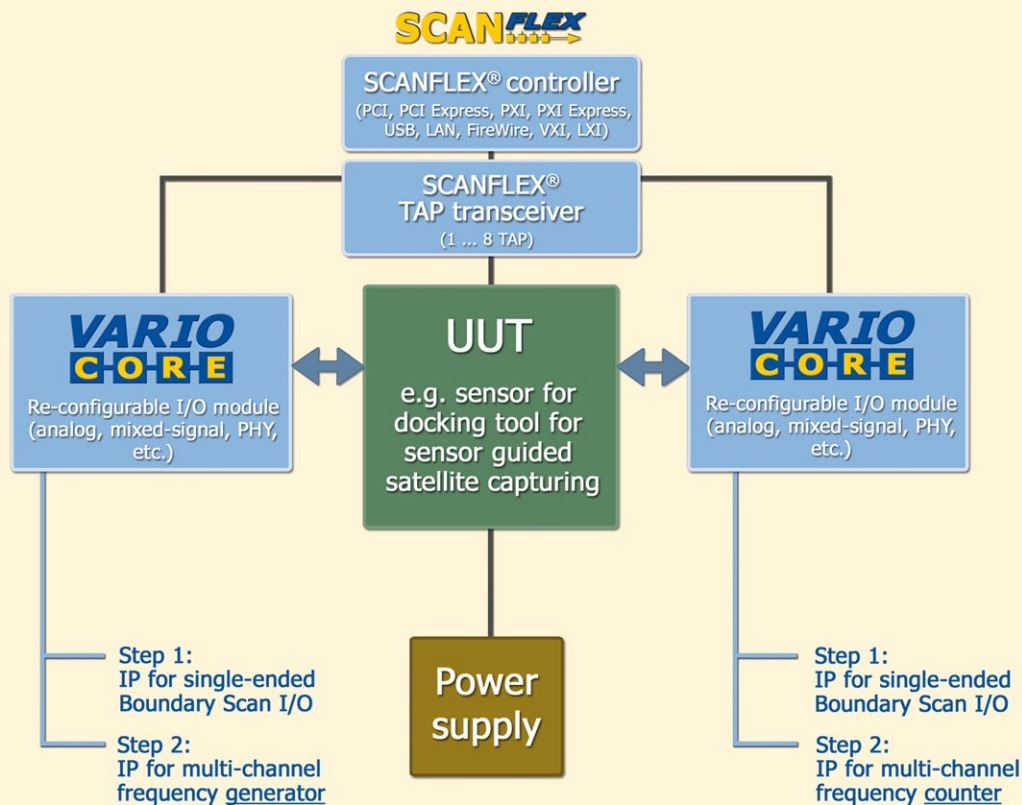 SCANFLEX
SCANFLEX® controller
(PCI, PCI Express, PXI, PXI Express,
USB, LAN, FireWire, VXI, LXI)
SCANFLEX®
TAP transceiver
(1 ... 8 TAP)
VARIO
CORE
Re-configurable I/O module
(analog, mixed-signal, PHY,
etc.)
UUT
e.g. sensor for
docking tool for
sensor guided
satellite capturing
VARIO
CORE
Re-configurable I/O module
(analog, mixed-signal, PHY,
etc.)
Step 1:
IP for single-ended
Boundary Scan I/O
Step 2:
IP for multi-channel
frequency generator
Power
supply
Step 1:
IP for single-ended
Boundary Scan I/O
Step 2:
IP for multi-channel
frequency counter